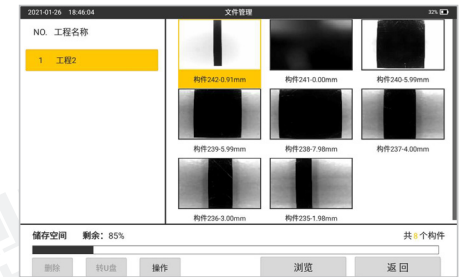 2021-01-26 18:46:04 文件管理 32%
NO. 工程名称
1 工程2
构件242-0.91mm 构件241-0.00mm 构件240-5.99mm
构件239-5.99mm 构件238-7.98mm 构件237-4.00mm
构件236-3.00mm 构件235-1.98mm
储存空间 剩余：85% 共8个构件
删除 转U盘 操作 浏览 返回